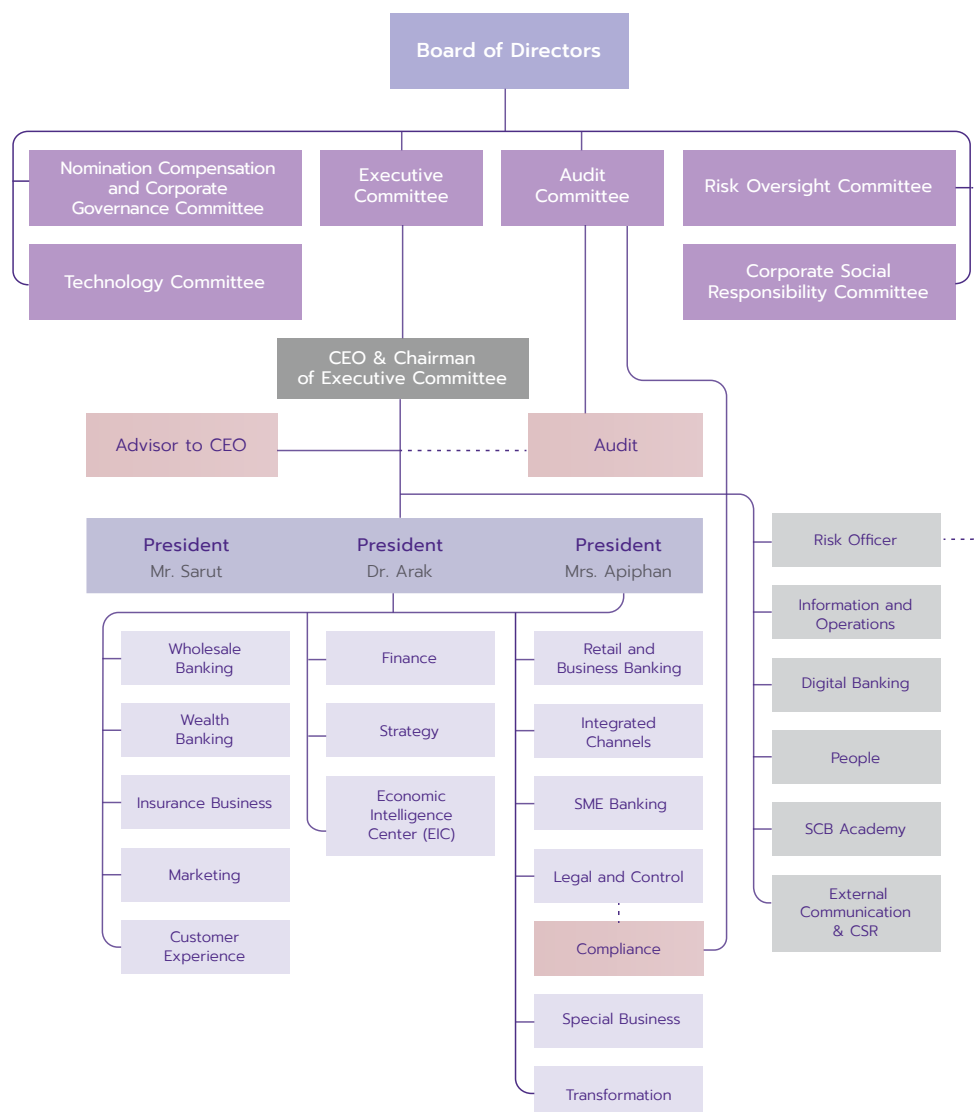 Board of Directors
Nomination Compensation
and Corporate
Governance Committee
Executive
Committee
Audit
Committee
Risk Oversight Committee
Technology Committee
Corporate Social
Responsibility Committee
CEO & Chairman
of Executive Committee
Advisor to CEO
Audit
President
Mr. Sarut
President
Dr. Arak
President
Mrs. Apiphan
Wholesale
Banking
Wealth
Banking
Insurance Business
Marketing
Customer
Experience
Finance
Strategy
Economic
Intelligence
Center (EIC)
Retail and
Business Banking
Integrated
Channels
SME Banking
Legal and Control
Compliance
Special Business
Transformation
Risk Officer
Information and
Operations
Digital Banking
People
SCB Academy
External
Communication
& CSR